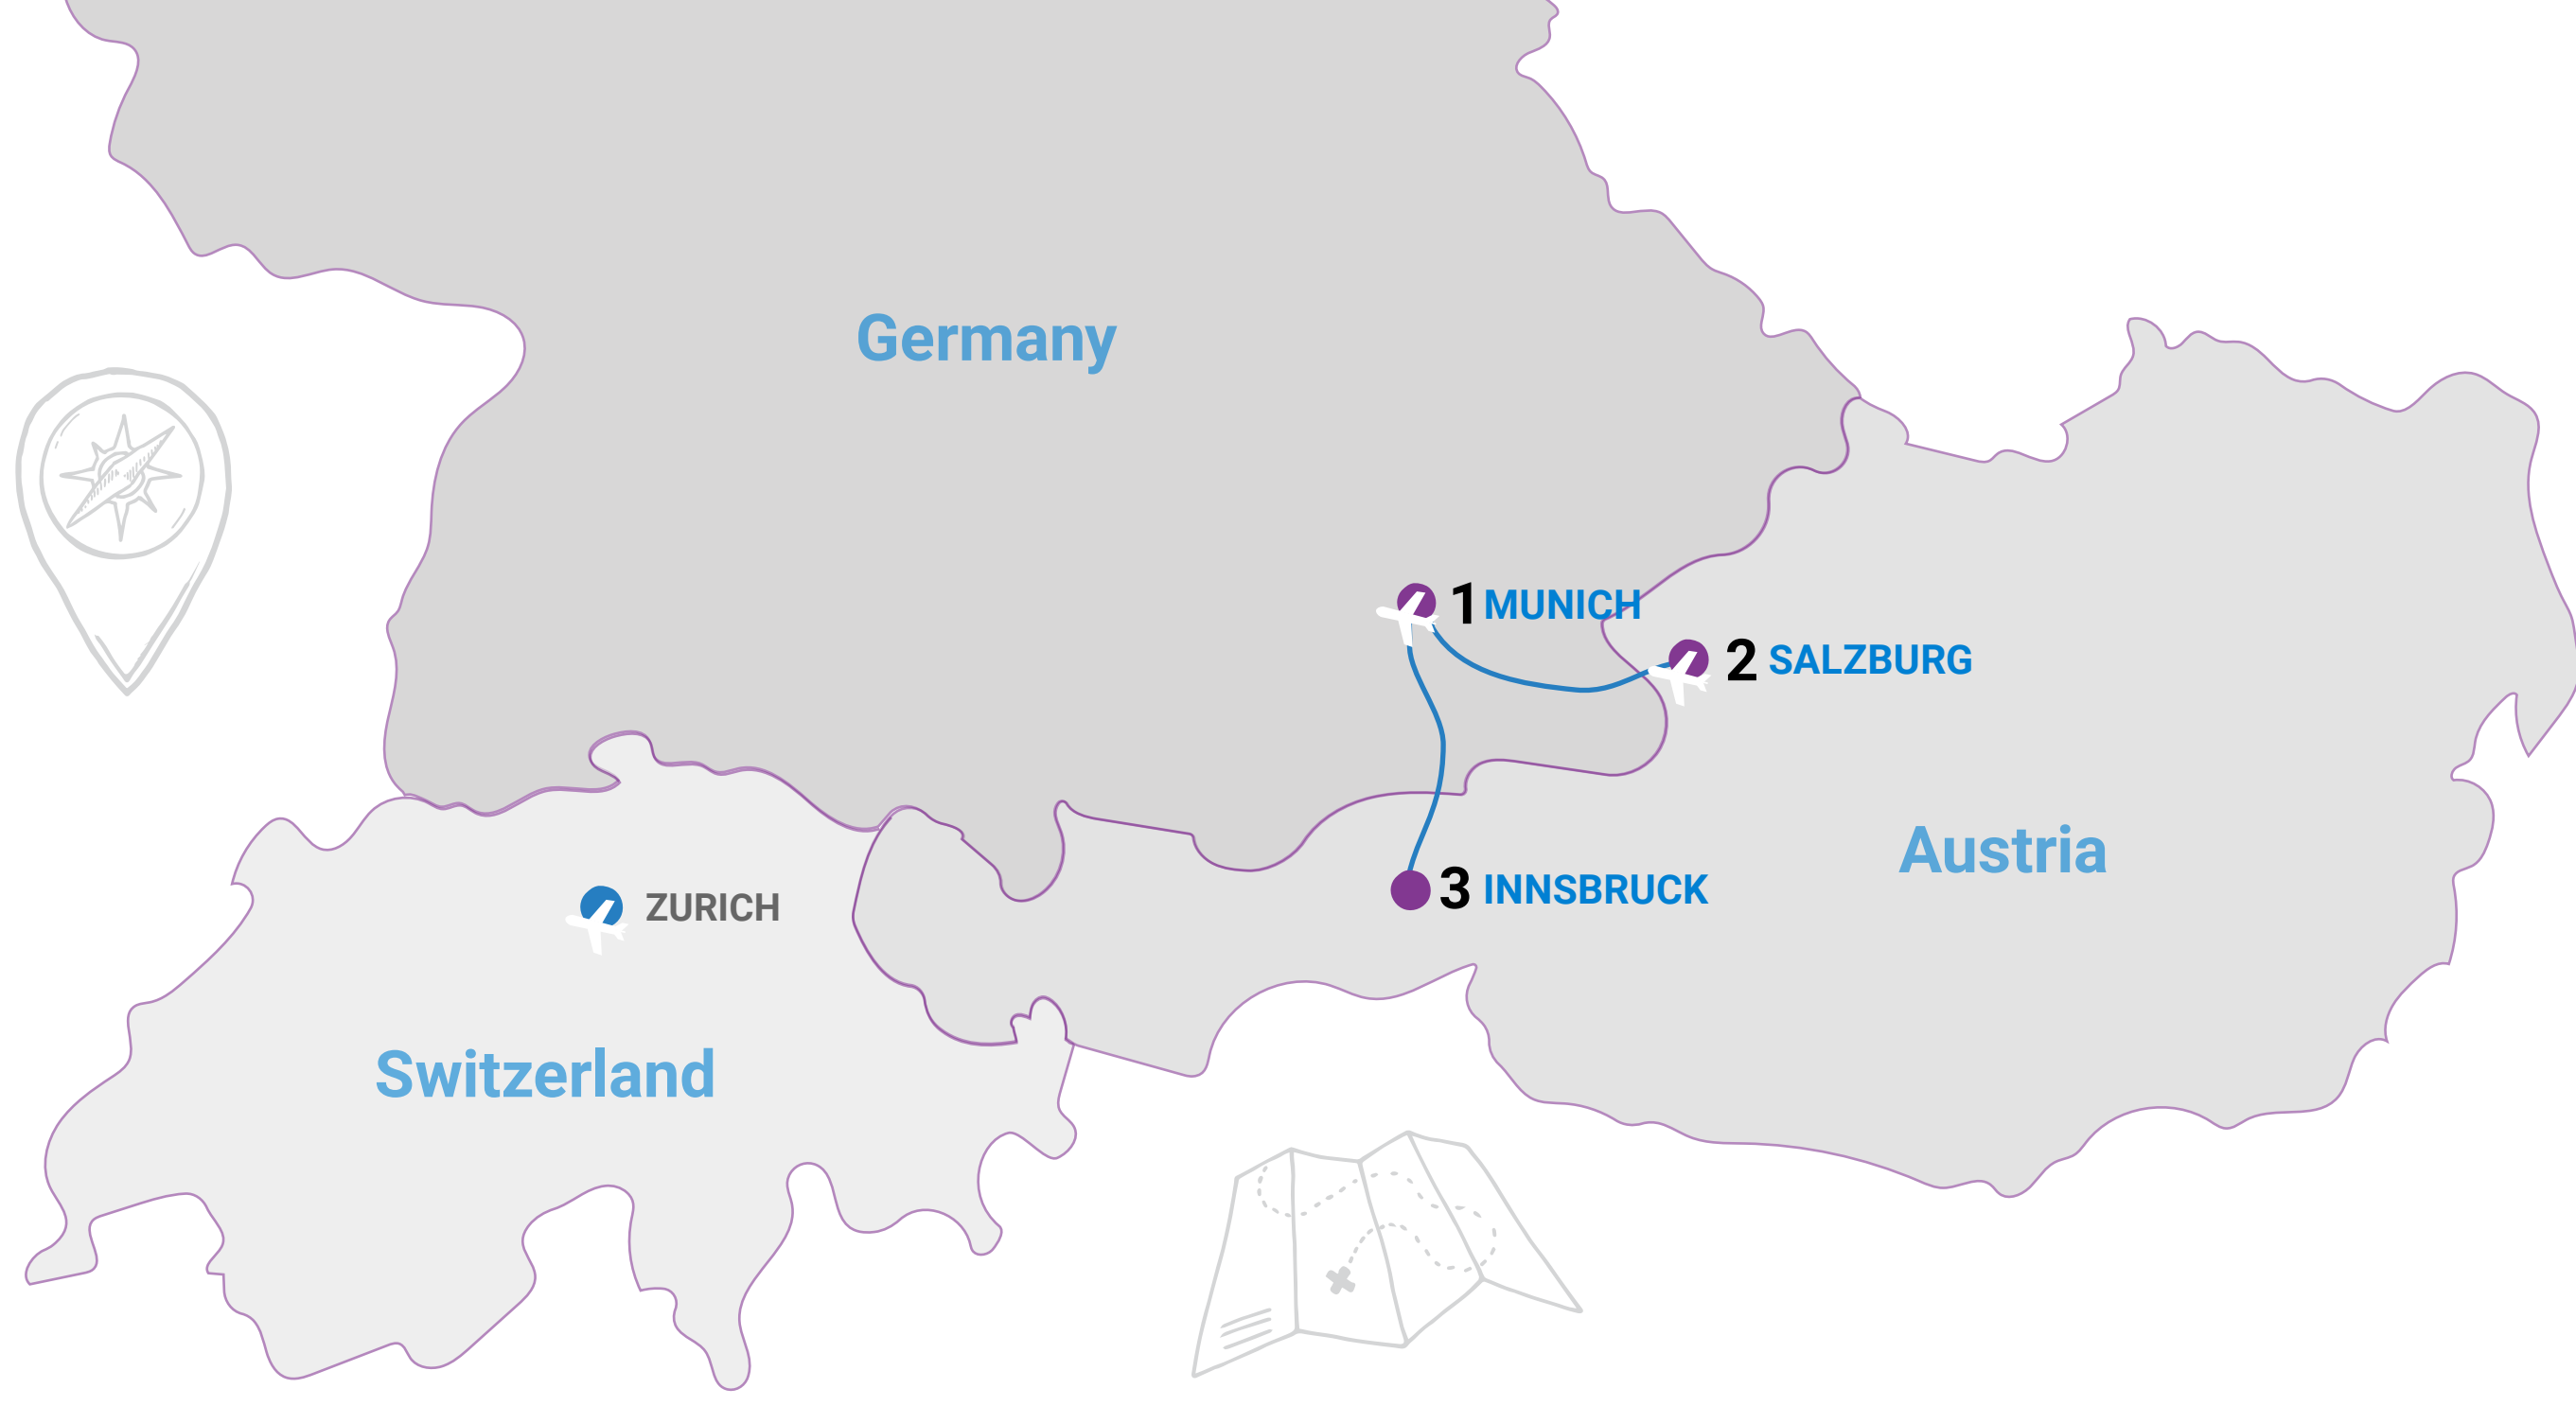 Germany
1 MUNICH
2 SALZBURG
Austria
3 INNSBRUCK
ZURICH
Switzerland